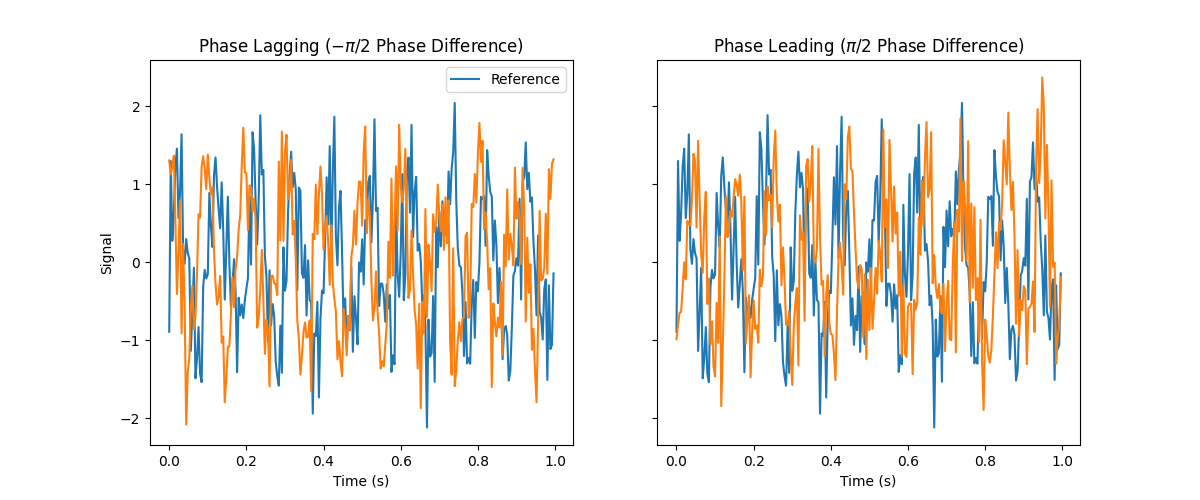 Phase Lagging (−π/2 Phase Difference)
Reference
Signal
2
1
0
−1
−2
0.0 0.2 0.4 0.6 0.8 1.0
Time (s)
Phase Leading (π/2 Phase Difference)
0.0 0.2 0.4 0.6 0.8 1.0
Time (s)